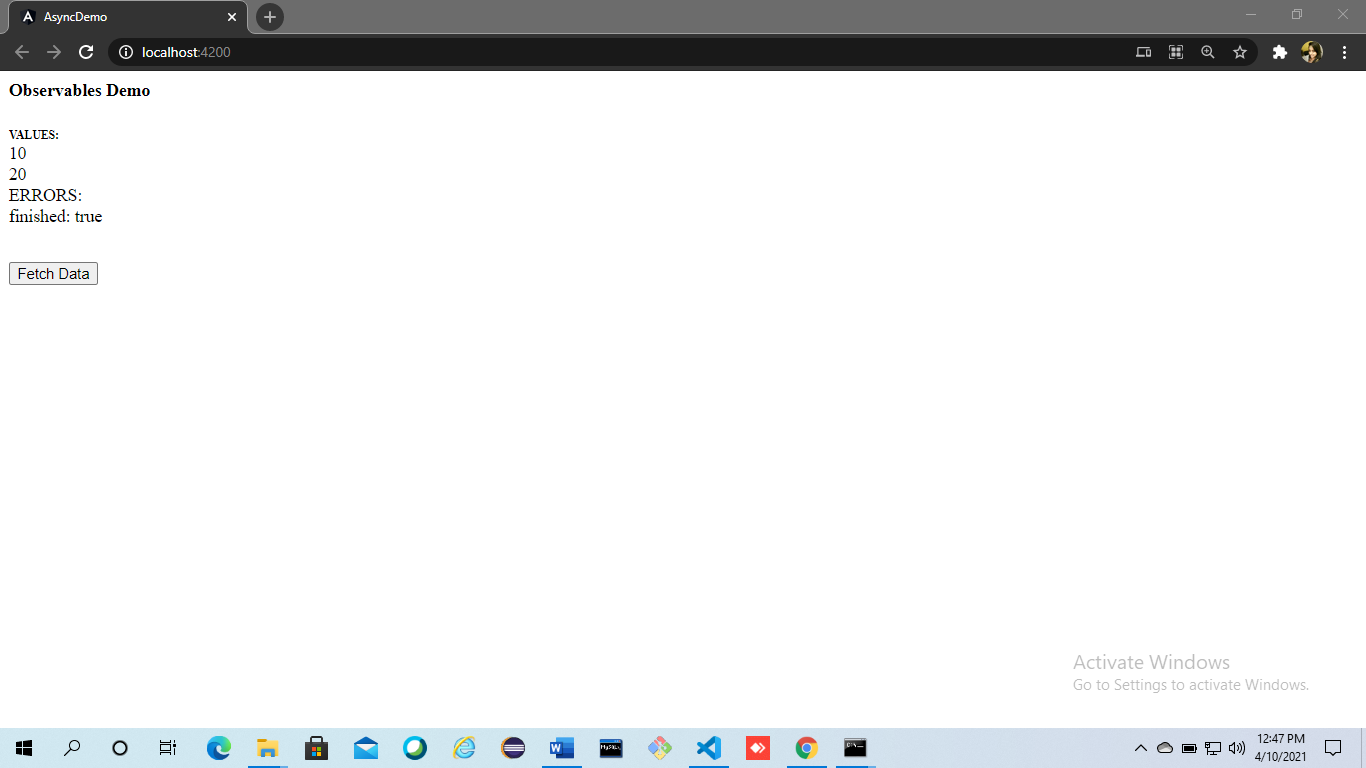 AsyncDemo
localhost:4200
Observables Demo
VALUES:
10
20
ERRORS:
finished: true
Fetch Data
Activate Windows
Go to Settings to activate Windows.
12:47 PM
4/10/2021